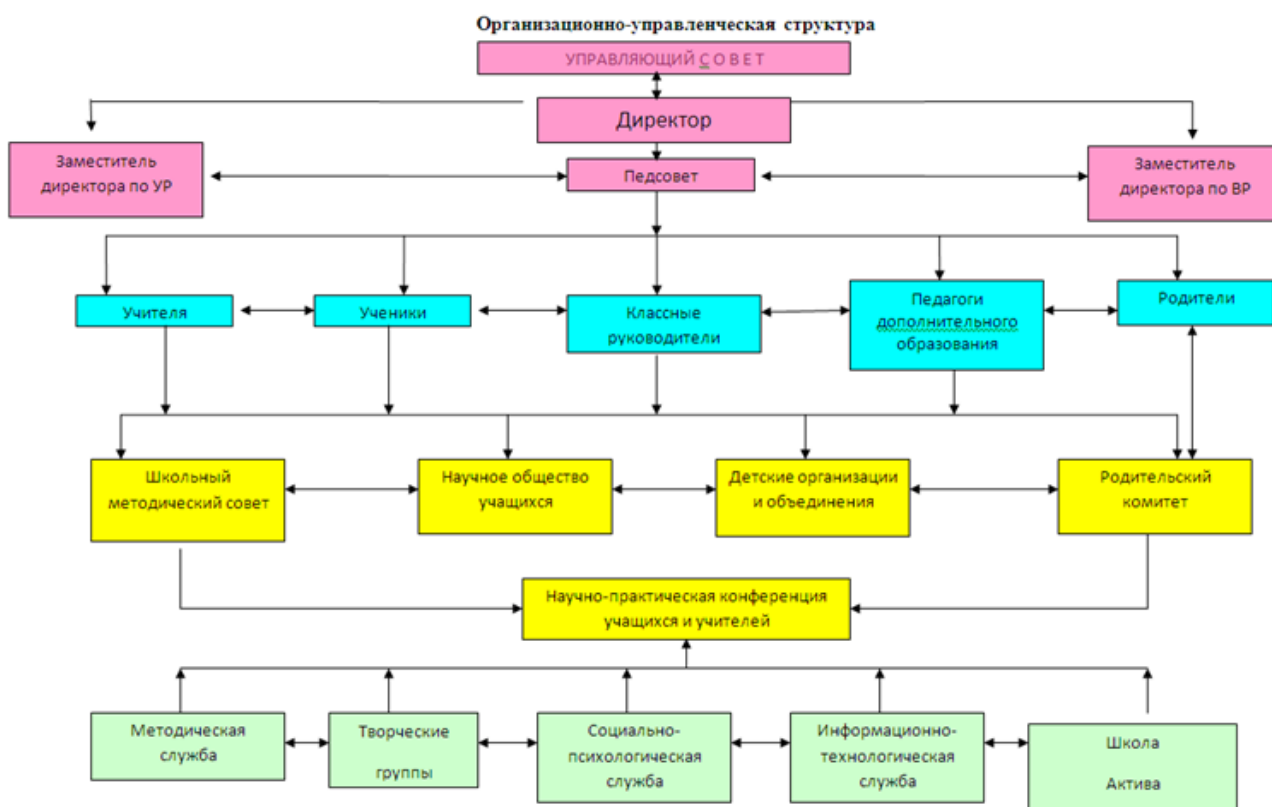 Организационно-управленческая структура
УПРАВЛЯЮЩИЙ С О В Е Т
Директор
Заместитель
директора по УР
Педсовет
Заместитель
директора по ВР
Учителя
Ученики
Классные
руководители
Педагоги
дополнительного
образования
Родители
Школьный
методический совет
Научное общество
учащихся
Детские организации
и объединения
Родительский
комитет
Научно-практическая конференция
учащихся и учителей
Методическая
служба
Творческие
группы
Социально-
психологическая
служба
Информационно-
технологическая
служба
Школа
Актива